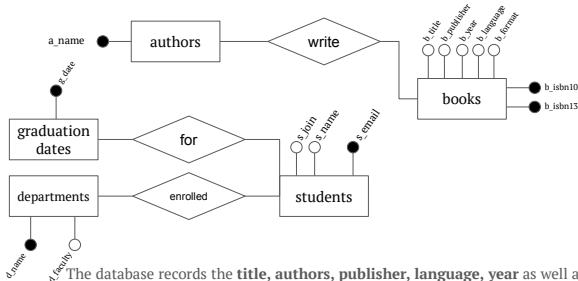 b_title
b_publisher
b_year
b_language
b_format
a_name
authors
write
books
b_isbn10
b_isbn13
g_date
graduation
dates
for
s_join
s_name
s_email
departments
enrolled
students
d_name
d_faculty
The database records the title, authors, publisher, language, year as well a